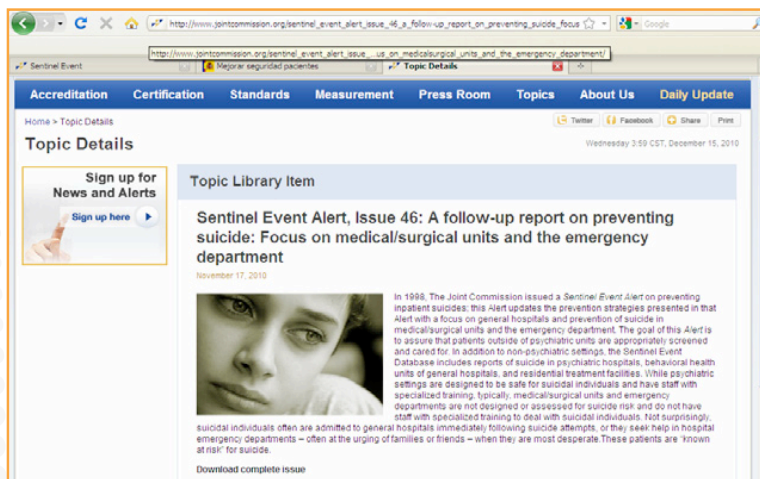 http://www.jointcommission.org/sentinel_event_alert_issue_46_a_follow-up_report_on_preventing_suicide_focus
Google
http://www.jointcommission.org/sentinel_event_alert_issue_...us_on_medicalsurgical_units_and_the_emergency_department/
Sentinel Event
Mejorar seguridad pacientes
Topic Details
Accreditation Certification Standards Measurement Press Room Topics About Us Daily Update
Home > Topic Details
Twitter Facebook Share Print
Topic Details
Wednesday 3:59 CST, December 15, 2010
Sign up for
News and Alerts
Sign up here
Topic Library Item
Sentinel Event Alert, Issue 46: A follow-up report on preventing
suicide: Focus on medical/surgical units and the emergency
department
November 17, 2010
In 1998, The Joint Commission issued a Sentinel Event Alert on preventing
inpatient suicides; this Alert updates the prevention strategies presented in that
Alert with a focus on general hospitals and prevention of suicide in
medical/surgical units and the emergency department. The goal of this Alert is
to assure that patients outside of psychiatric units are appropriately screened
and cared for. In addition to non-psychiatric settings, the Sentinel Event
Database includes reports of suicide in psychiatric hospitals, behavioral health
units of general hospitals, and residential treatment facilities. While psychiatric
settings are designed to be safe for suicidal individuals and have staff with
specialized training, typically, medical/surgical units and emergency
departments are not designed or assessed for suicide risk and do not have
staff with specialized training to deal with suicidal individuals. Not surprisingly,
suicidal individuals often are admitted to general hospitals immediately following suicide attempts, or they seek help in hospital
emergency departments – often at the urging of families or friends – when they are most desperate.These patients are "known
at risk" for suicide.
Download complete issue